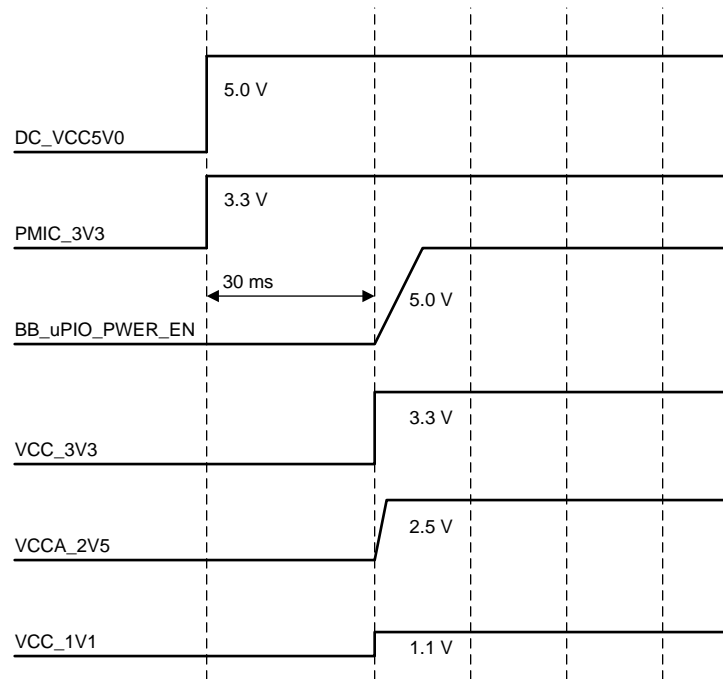 5.0 V
DC_VCC5V0
3.3 V
PMIC_3V3
30 ms
5.0 V
BB_uPIO_PWER_EN
3.3 V
VCC_3V3
2.5 V
VCCA_2V5
VCC_1V1
1.1 V